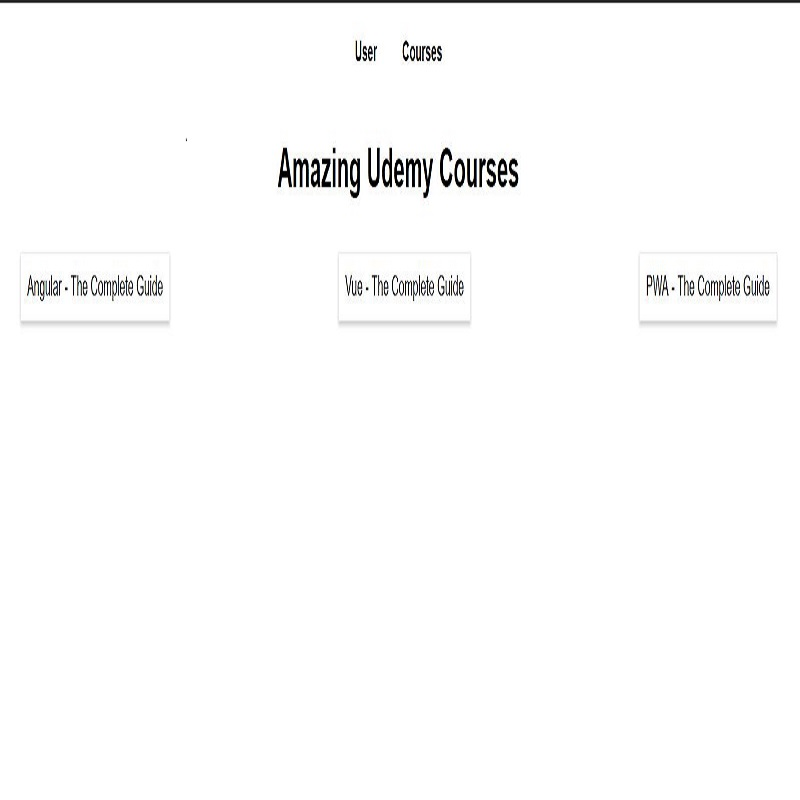 User Courses
Amazing Udemy Courses
Angular - The Complete Guide
Vue - The Complete Guide
PWA - The Complete Guide